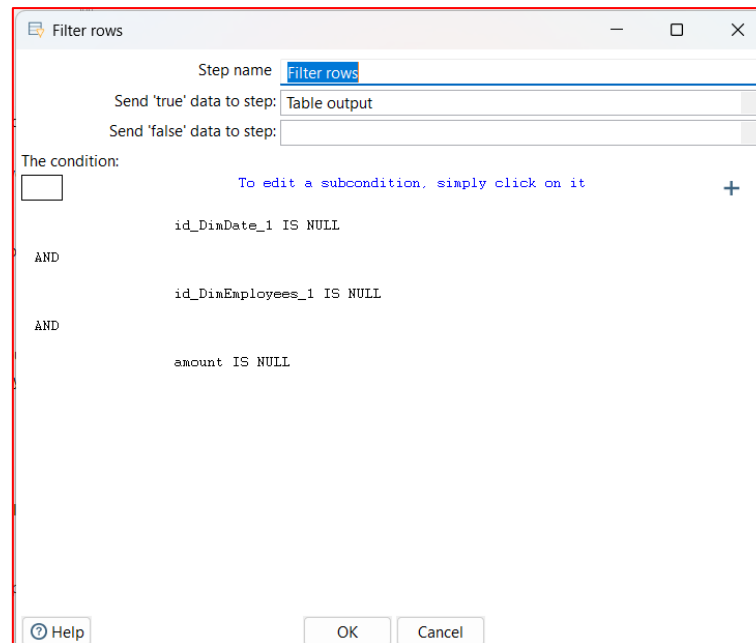 Filter rows
Step name Filter rows
Send 'true' data to step: Table output
Send 'false' data to step:
The condition:
To edit a subcondition, simply click on it
id_DimDate_1 IS NULL
AND
id_DimEmployees_1 IS NULL
AND
amount IS NULL
Help OK Cancel